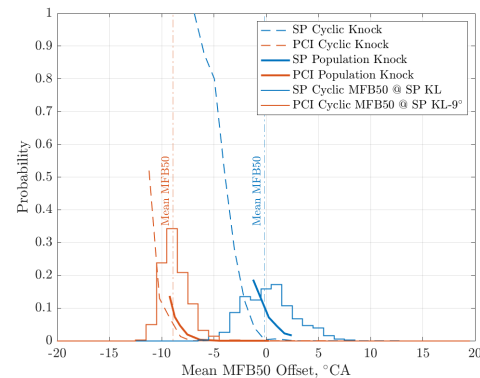 1
0.9
0.8
0.7
0.6
0.5
0.4
0.3
0.2
0.1
0
Probability
SP Cyclic Knock
PCI Cyclic Knock
SP Population Knock
PCI Population Knock
SP Cyclic MFB50 @ SP KL
PCI Cyclic MFB50 @ SP KL-9°
Mean MFB50
Mean MFB50
-20 -15 -10 -5 0 5 10 15 20
Mean MFB50 Offset, °CA